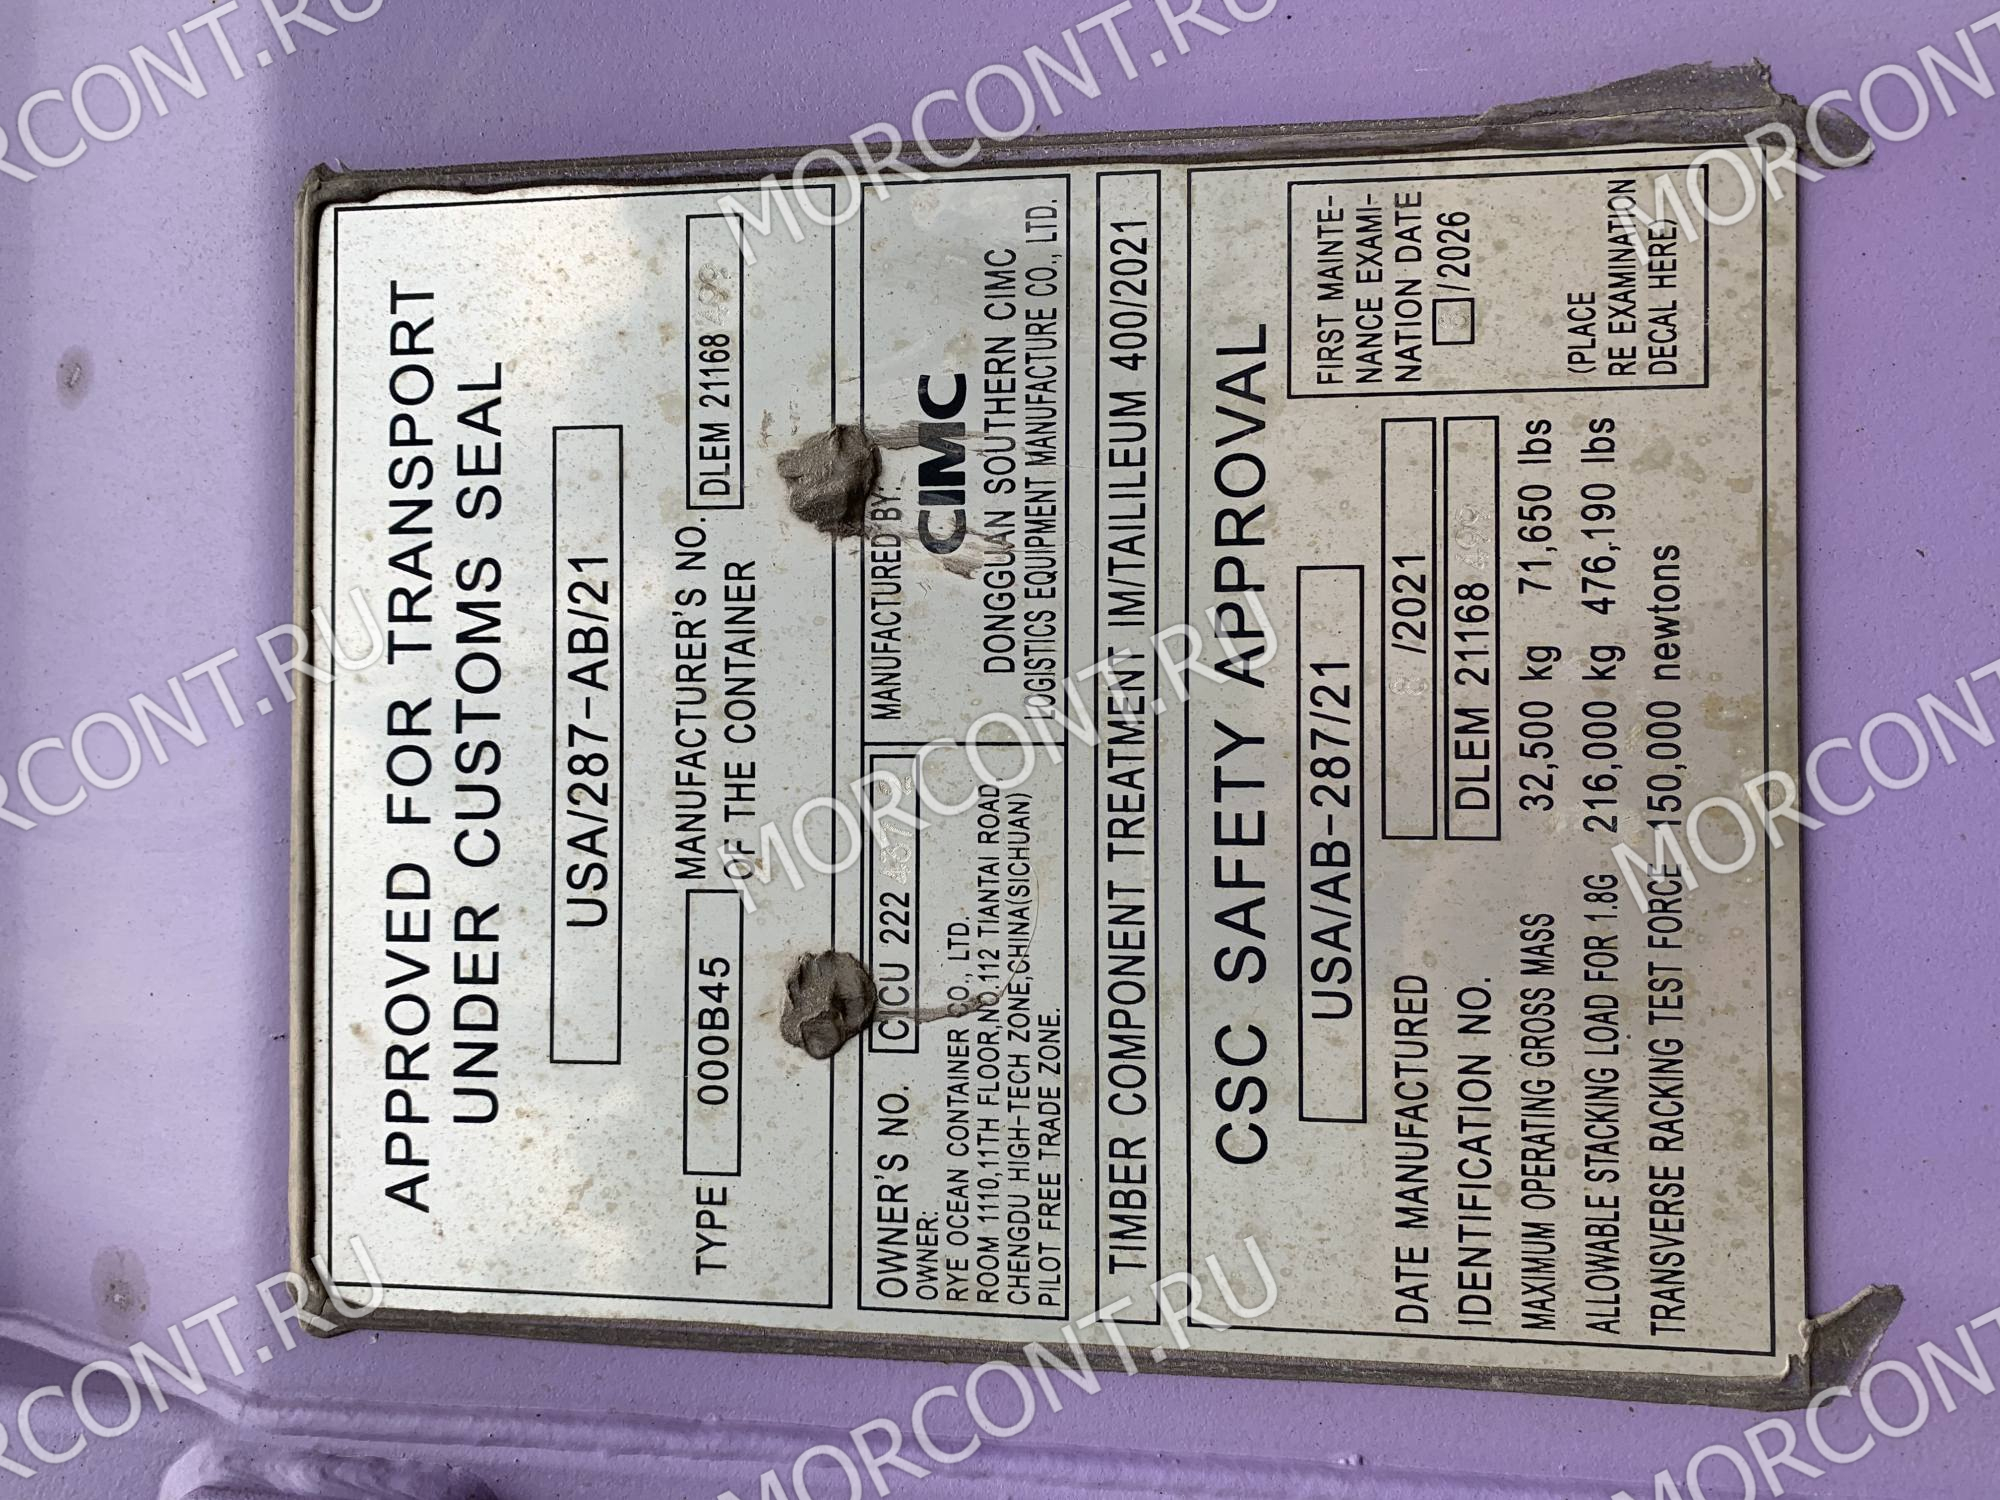 APPROVED FOR TRANSPORT
UNDER CUSTOMS SEAL
USA/287-AB/21
TYPE 000B45 MANUFACTURER'S NO.
OF THE CONTAINER DLEM 21168 499
OWNER'S NO. CICU 222
OWNER:
RYE OCEAN CONTAINER CO., LTD.
ROOM 1110,11TH FLOOR,NO.112 TIANTAI ROAD,
CHENGDU HIGH-TECH ZONE,CHINA(SICHUAN)
PILOT FREE TRADE ZONE.
MANUFACTURED BY:
CIMC
DONGGUAN SOUTHERN CIMC
LOGISTICS EQUIPMENT MANUFACTURE CO., LTD.
TIMBER COMPONENT TREATMENT IM/TAILILEUM 400/2021
CSC SAFETY APPROVAL
USA/AB-287/21
DATE MANUFACTURED 8 /2021
IDENTIFICATION NO. DLEM 21168 499
MAXIMUM OPERATING GROSS MASS 32,500 kg 71,650 lbs
ALLOWABLE STACKING LOAD FOR 1.8G 216,000 kg 476,190 lbs
TRANSVERSE RACKING TEST FORCE 150,000 newtons
FIRST MAINTE-
NANCE EXAMI-
NATION DATE
/2026
(PLACE
RE EXAMINATION
DECAL HERE)
MORCONT.RU